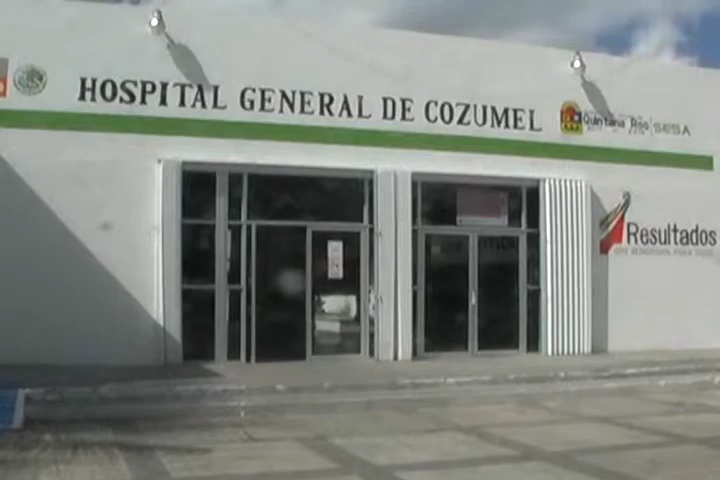 HOSPITAL GENERAL DE COZUMEL
Quintana Roo SESA
Resultados